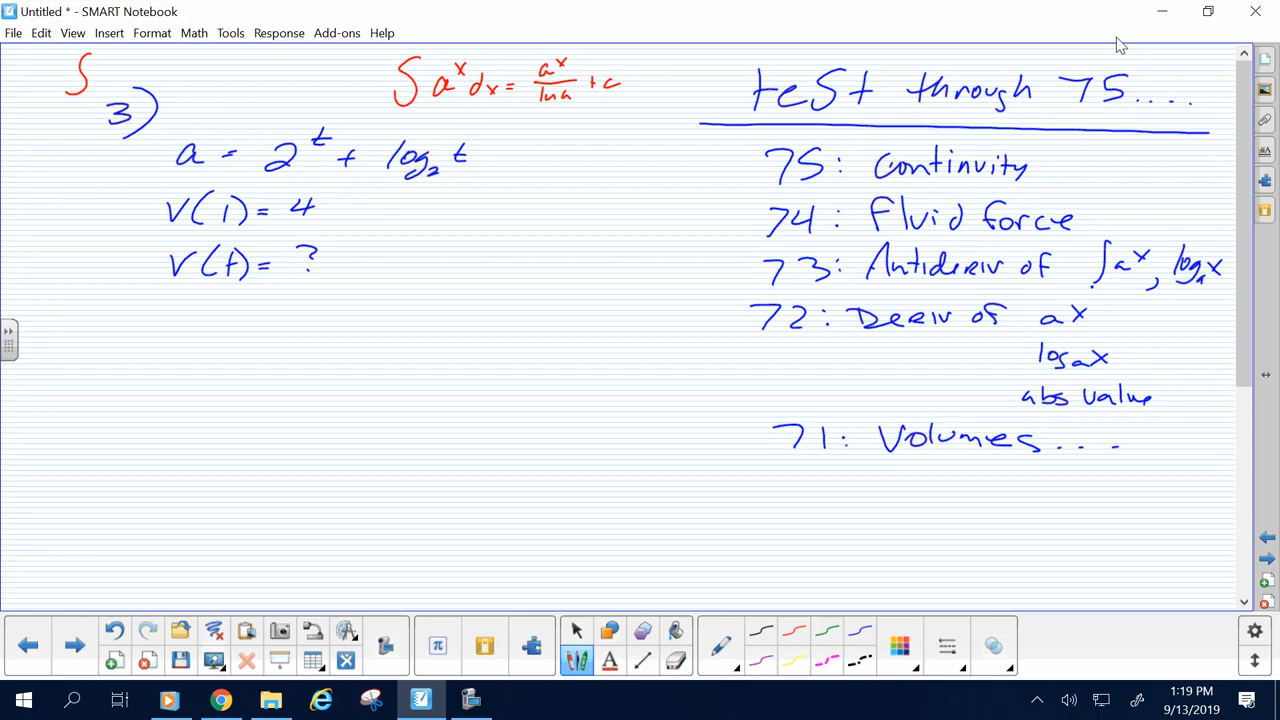 Untitled * - SMART Notebook
File Edit View Insert Format Math Tools Response Add-ons Help
∫
∫ a^x dx = a^x / ln a + c
3)
a = 2^t + log_2 t
v(1) = 4
v(t) = ?
test through 75....
75: Continuity
74: Fluid force
73: Antideriv of ∫a^x, log_a x
72: Deriv of a^x
log_a x
abs value
71: Volumes...
1:19 PM
9/13/2019